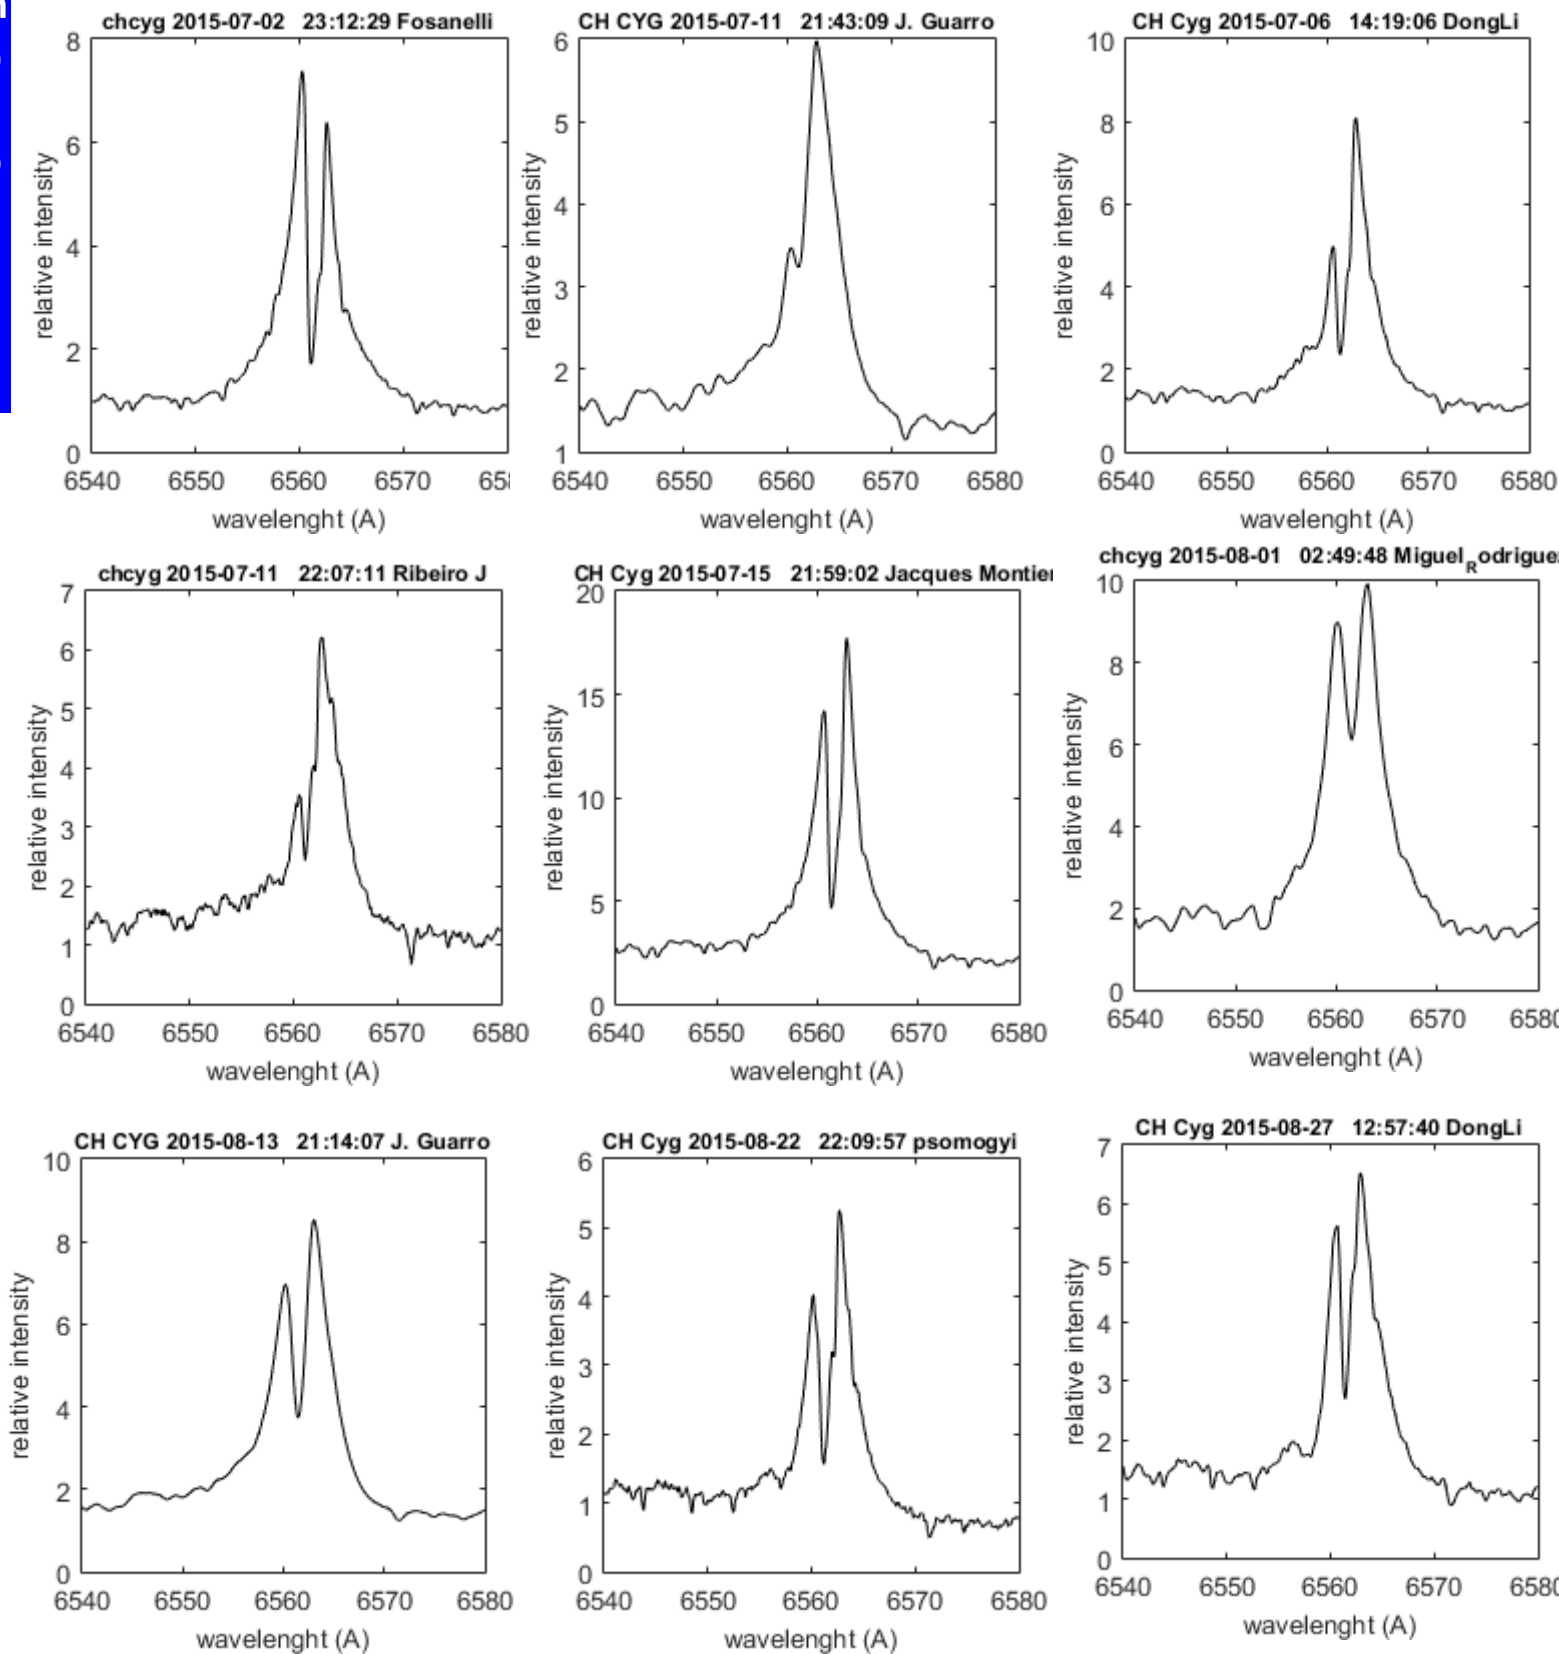 chcyg 2015-07-02 23:12:29 Fosanelli
8
6
4
2
0
relative intensity
6540 6550 6560 6570
wavelenght (A)
CH CYG 2015-07-11 21:43:09 J. Guarro
6
5
4
3
2
1
relative intensity
6540 6550 6560 6570 6580
wavelenght (A)
CH Cyg 2015-07-06 14:19:06 DongLi
10
8
6
4
2
0
relative intensity
6540 6550 6560 6570 6580
wavelenght (A)
chcyg 2015-07-11 22:07:11 Ribeiro J
7
6
5
4
3
2
1
0
relative intensity
6540 6550 6560 6570 6580
wavelenght (A)
CH Cyg 2015-07-15 21:59:02 Jacques Montier
20
15
10
5
0
relative intensity
6540 6550 6560 6570 6580
wavelenght (A)
chcyg 2015-08-01 02:49:48 Miguel_Rodriguez
10
8
6
4
2
0
relative intensity
6540 6550 6560 6570 6580
wavelenght (A)
CH CYG 2015-08-13 21:14:07 J. Guarro
10
8
6
4
2
0
relative intensity
6540 6550 6560 6570 6580
wavelenght (A)
CH Cyg 2015-08-22 22:09:57 psomogyi
6
5
4
3
2
1
0
relative intensity
6540 6550 6560 6570 6580
wavelenght (A)
CH Cyg 2015-08-27 12:57:40 DongLi
7
6
5
4
3
2
1
0
relative intensity
6540 6550 6560 6570 6580
wavelenght (A)